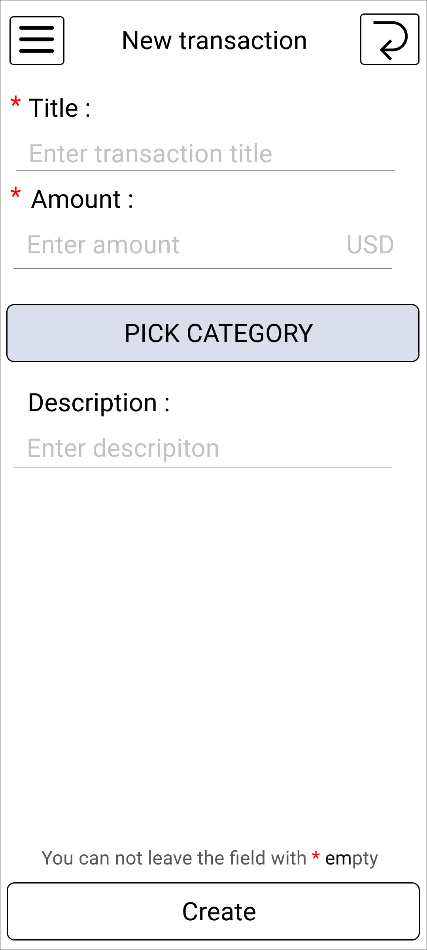 New transaction
* Title :
Enter transaction title
* Amount :
Enter amount USD
PICK CATEGORY
Description :
Enter descripiton
You can not leave the field with * empty
Create